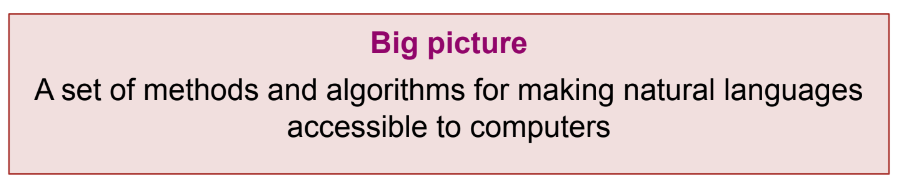 Big picture
A set of methods and algorithms for making natural languages
accessible to computers